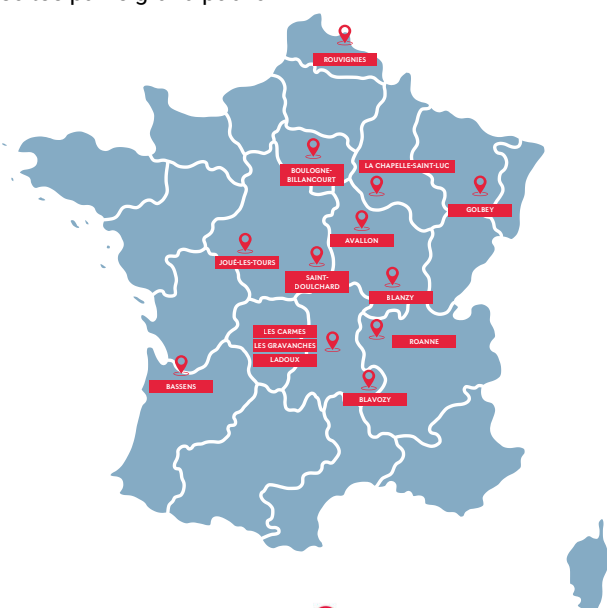 ROUVIGNIES
BOULOGNE-
BILLANCOURT
LA CHAPELLE-SAINT-LUC
GOLBEY
AVALLON
JOUÉ-LES-TOURS
SAINT-
DOULCHARD
BLANZY
LES CARMES
LES GRAVANCHES
LADOUX
ROANNE
BASSENS
BLAVOZY